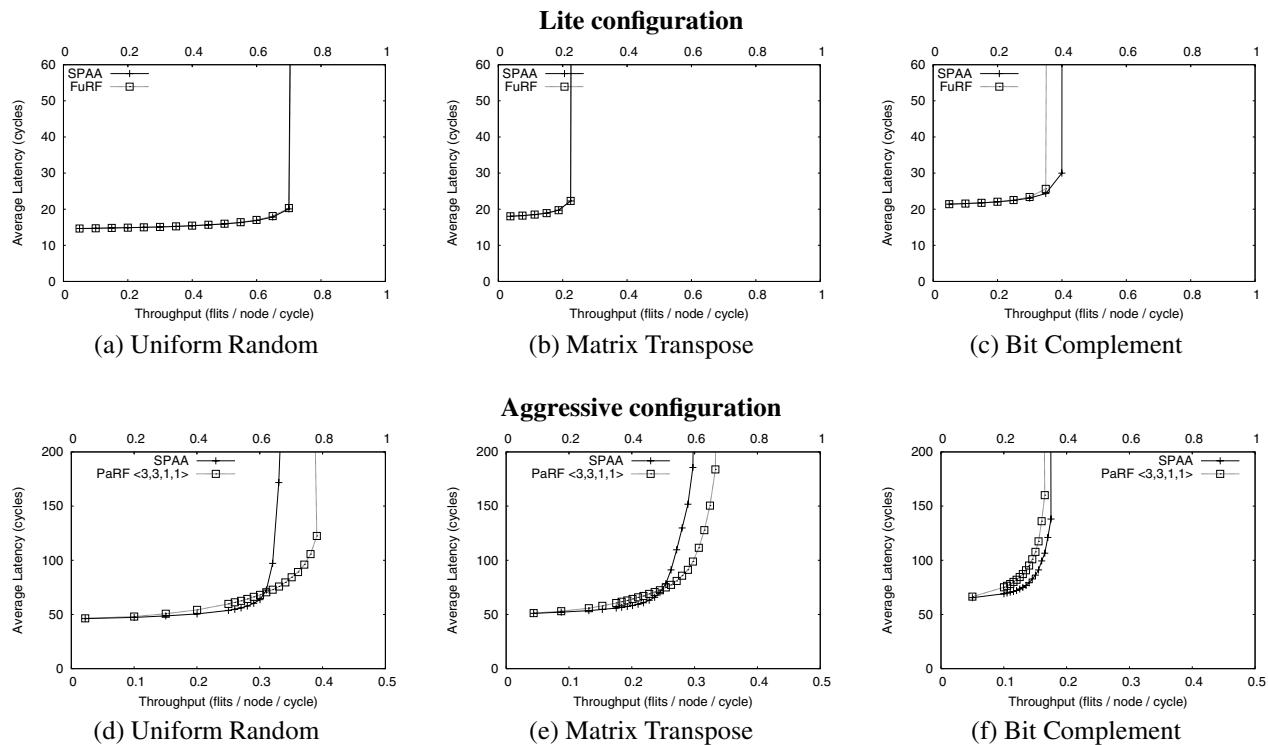 Lite configuration
0 0.2 0.4 0.6 0.8 1
60
50
40
30
20
10
0
Average Latency (cycles)
SPAA
FuRF
0 0.2 0.4 0.6 0.8 1
Throughput (flits / node / cycle)
(a) Uniform Random
0 0.2 0.4 0.6 0.8 1
60
50
40
30
20
10
0
Average Latency (cycles)
SPAA
FuRF
0 0.2 0.4 0.6 0.8 1
Throughput (flits / node / cycle)
(b) Matrix Transpose
0 0.2 0.4 0.6 0.8 1
60
50
40
30
20
10
0
Average Latency (cycles)
SPAA
FuRF
0 0.2 0.4 0.6 0.8 1
Throughput (flits / node / cycle)
(c) Bit Complement
Aggressive configuration
0 0.2 0.4 0.6 0.8 1
200
150
100
50
0
Average Latency (cycles)
SPAA
PaRF <3,3,1,1>
0 0.1 0.2 0.3 0.4 0.5
Throughput (flits / node / cycle)
(d) Uniform Random
0 0.2 0.4 0.6 0.8 1
200
150
100
50
0
Average Latency (cycles)
SPAA
PaRF <3,3,1,1>
0 0.1 0.2 0.3 0.4 0.5
Throughput (flits / node / cycle)
(e) Matrix Transpose
0 0.2 0.4 0.6 0.8 1
200
150
100
50
0
Average Latency (cycles)
SPAA
PaRF <3,3,1,1>
0 0.1 0.2 0.3 0.4 0.5
Throughput (flits / node / cycle)
(f) Bit Complement